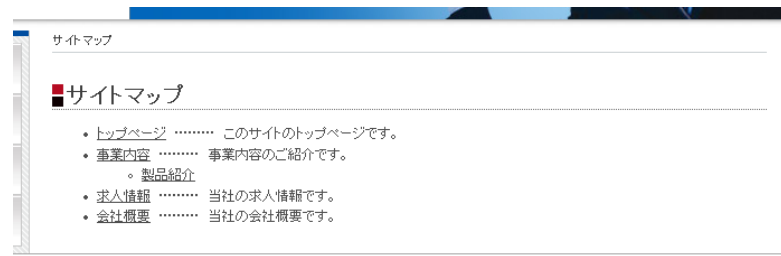 サイトマップ
サイトマップ
• トップページ ⋯⋯⋯ このサイトのトップページです。
• 事業内容 ⋯⋯⋯ 事業内容のご紹介です。
◦ 製品紹介
• 求人情報 ⋯⋯⋯ 当社の求人情報です。
• 会社概要 ⋯⋯⋯ 当社の会社概要です。